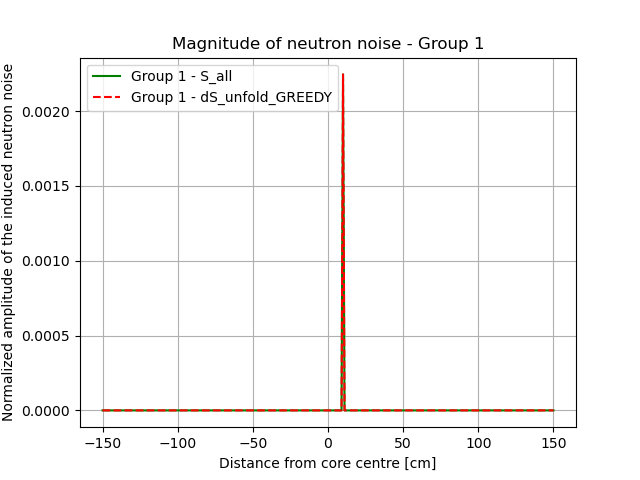 Magnitude of neutron noise - Group 1
Group 1 - S_all
Group 1 - dS_unfold_GREEDY
Normalized amplitude of the induced neutron noise
0.0020
0.0015
0.0010
0.0005
0.0000
−150 −100 −50 0 50 100 150
Distance from core centre [cm]